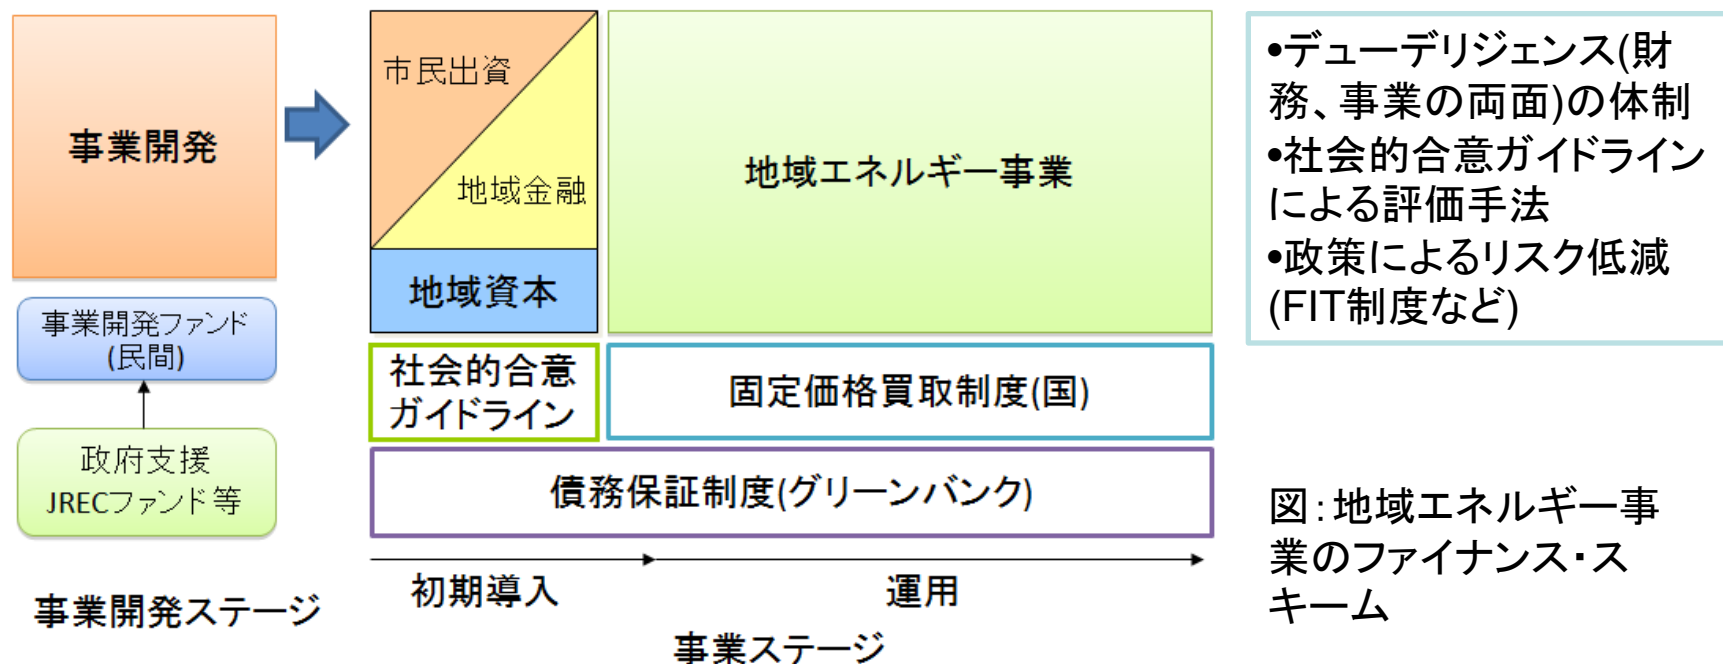 事業開発
事業開発ファンド
(民間)
政府支援
JRECファンド等
事業開発ステージ
市民出資
地域金融
地域資本
地域エネルギー事業
社会的合意
ガイドライン
固定価格買取制度(国)
債務保証制度(グリーンバンク)
初期導入
運用
事業ステージ
•デューデリジェンス(財
務、事業の両面)の体制
•社会的合意ガイドライン
による評価手法
•政策によるリスク低減
(FIT制度など)
図：地域エネルギー事
業のファイナンス・ス
キーム